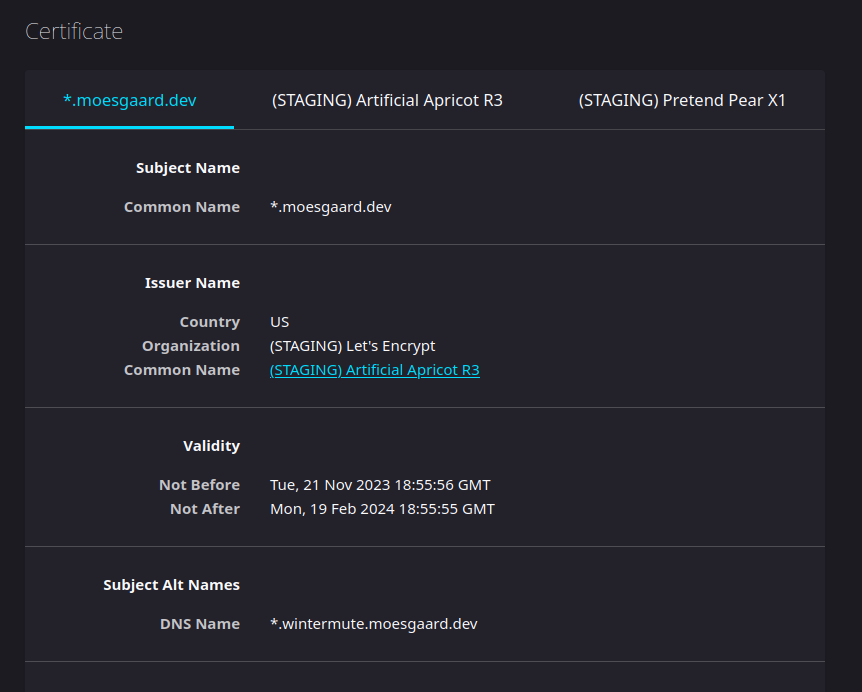 Certificate
*.moesgaard.dev (STAGING) Artificial Apricot R3 (STAGING) Pretend Pear X1
Subject Name
Common Name *.moesgaard.dev
Issuer Name
Country US
Organization (STAGING) Let's Encrypt
Common Name (STAGING) Artificial Apricot R3
Validity
Not Before Tue, 21 Nov 2023 18:55:56 GMT
Not After Mon, 19 Feb 2024 18:55:55 GMT
Subject Alt Names
DNS Name *.wintermute.moesgaard.dev